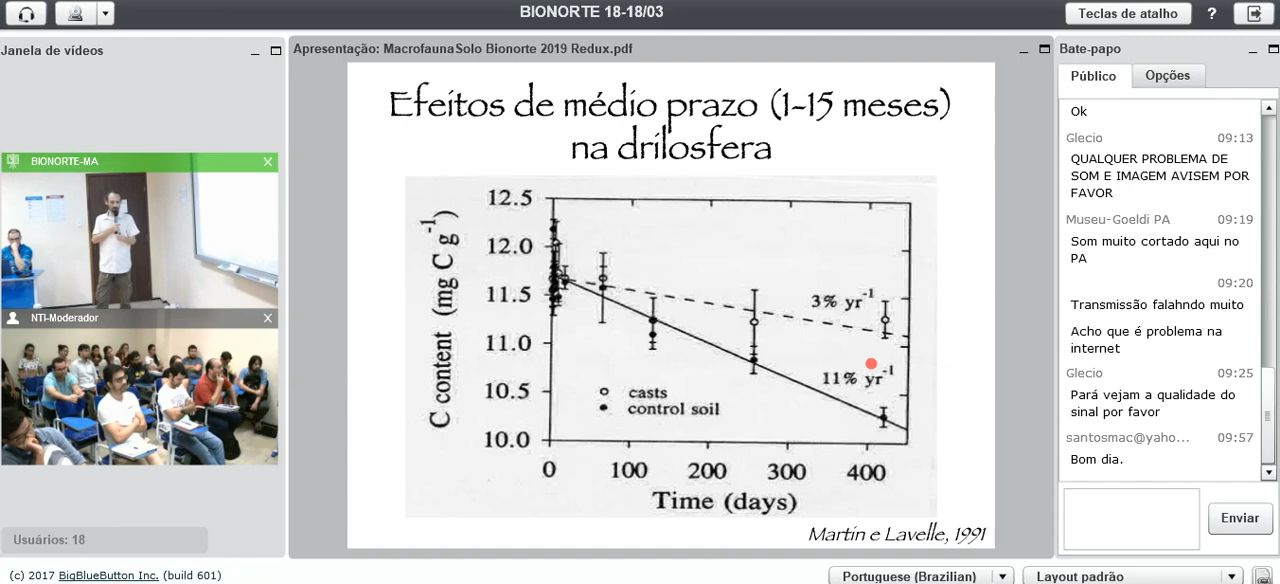 BIONORTE 18-18/03
Teclas de atalho
?
Janela de vídeos
BIONORTE-MA
NTI-Moderador
Usuários: 18
Apresentação: MacrofaunaSolo Bionorte 2019 Redux.pdf
Efeitos de médio prazo (1-15 meses)
na drilosfera
C content (mg C g-1)
12.5
12.0
11.5
11.0
10.5
10.0
3% yr-1
11% yr-1
casts
control soil
0 100 200 300 400
Time (days)
Martin e Lavelle, 1991
Bate-papo
Público Opções
Ok
Glecio 09:13
QUALQUER PROBLEMA DE
SOM E IMAGEM AVISEM POR
FAVOR
Museu-Goeldi PA 09:19
Som muito cortado aqui no
PA
09:20
Transmissão falahndo muito
Acho que é problema na
internet
Glecio 09:25
Pará vejam a qualidade do
sinal por favor
santosmac@yaho... 09:57
Bom dia.
Enviar
(c) 2017 BigBlueButton Inc. (build 601)
Portuguese (Brazilian)
Layout padrão